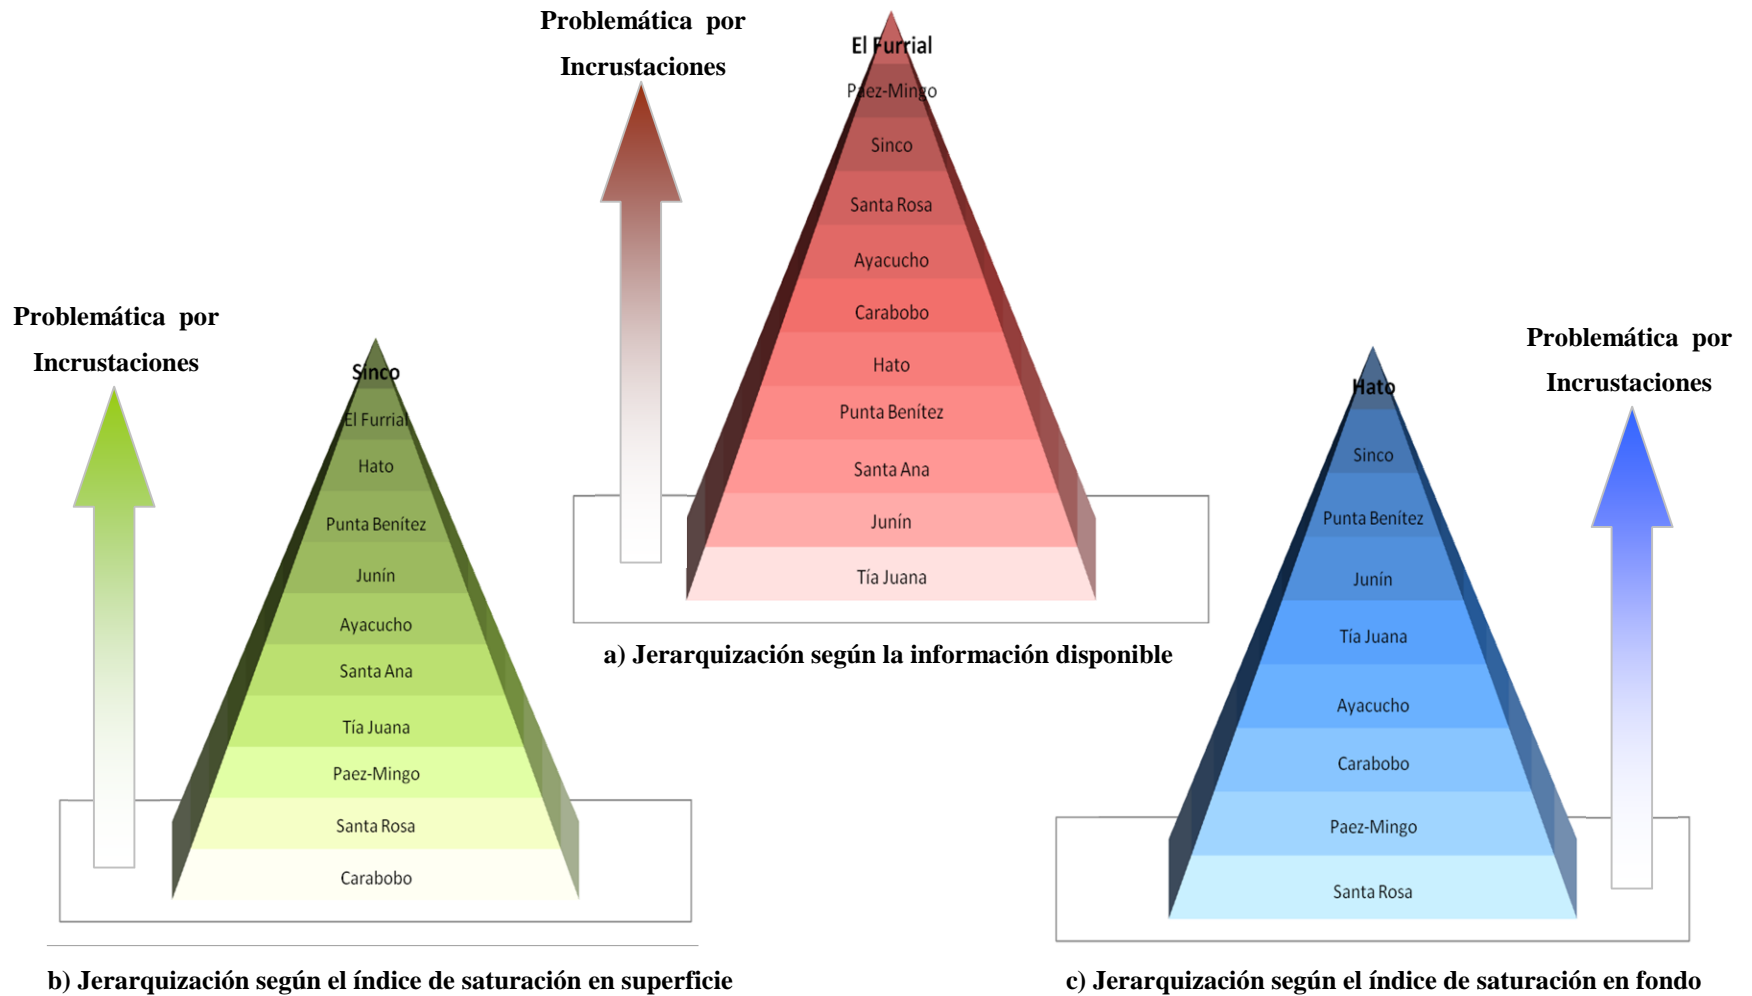 Problemática por
Incrustaciones
El Furrial
Paez-Mingo
Sinco
Santa Rosa
Ayacucho
Carabobo
Hato
Punta Benítez
Santa Ana
Junín
Tía Juana
a) Jerarquización según la información disponible
Problemática por
Incrustaciones
Sinco
El Furrial
Hato
Punta Benítez
Junín
Ayacucho
Santa Ana
Tía Juana
Paez-Mingo
Santa Rosa
Carabobo
b) Jerarquización según el índice de saturación en superficie
Problemática por
Incrustaciones
Hato
Sinco
Punta Benítez
Junín
Tía Juana
Ayacucho
Carabobo
Paez-Mingo
Santa Rosa
c) Jerarquización según el índice de saturación en fondo